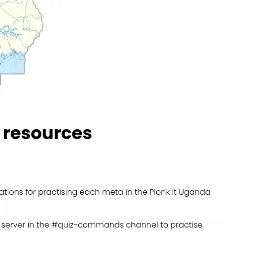 resources
ations for practising each meta in the Plonk It Uganda
server in the #quiz-commands channel to practise